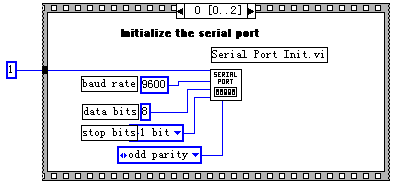 0 [0..2]
Initialize the serial port
Serial Port Init.vi
1
SERIAL
PORT
baud rate 9600
data bits 8
stop bits 1 bit
odd parity